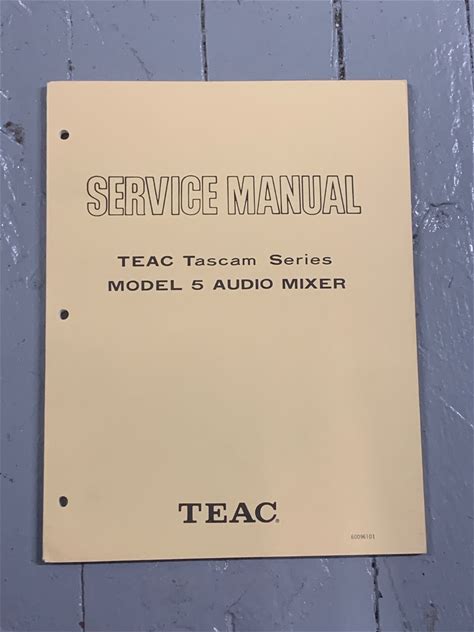 SERVICE MANUAL
TEAC Tascam Series
MODEL 5 AUDIO MIXER
TEAC®